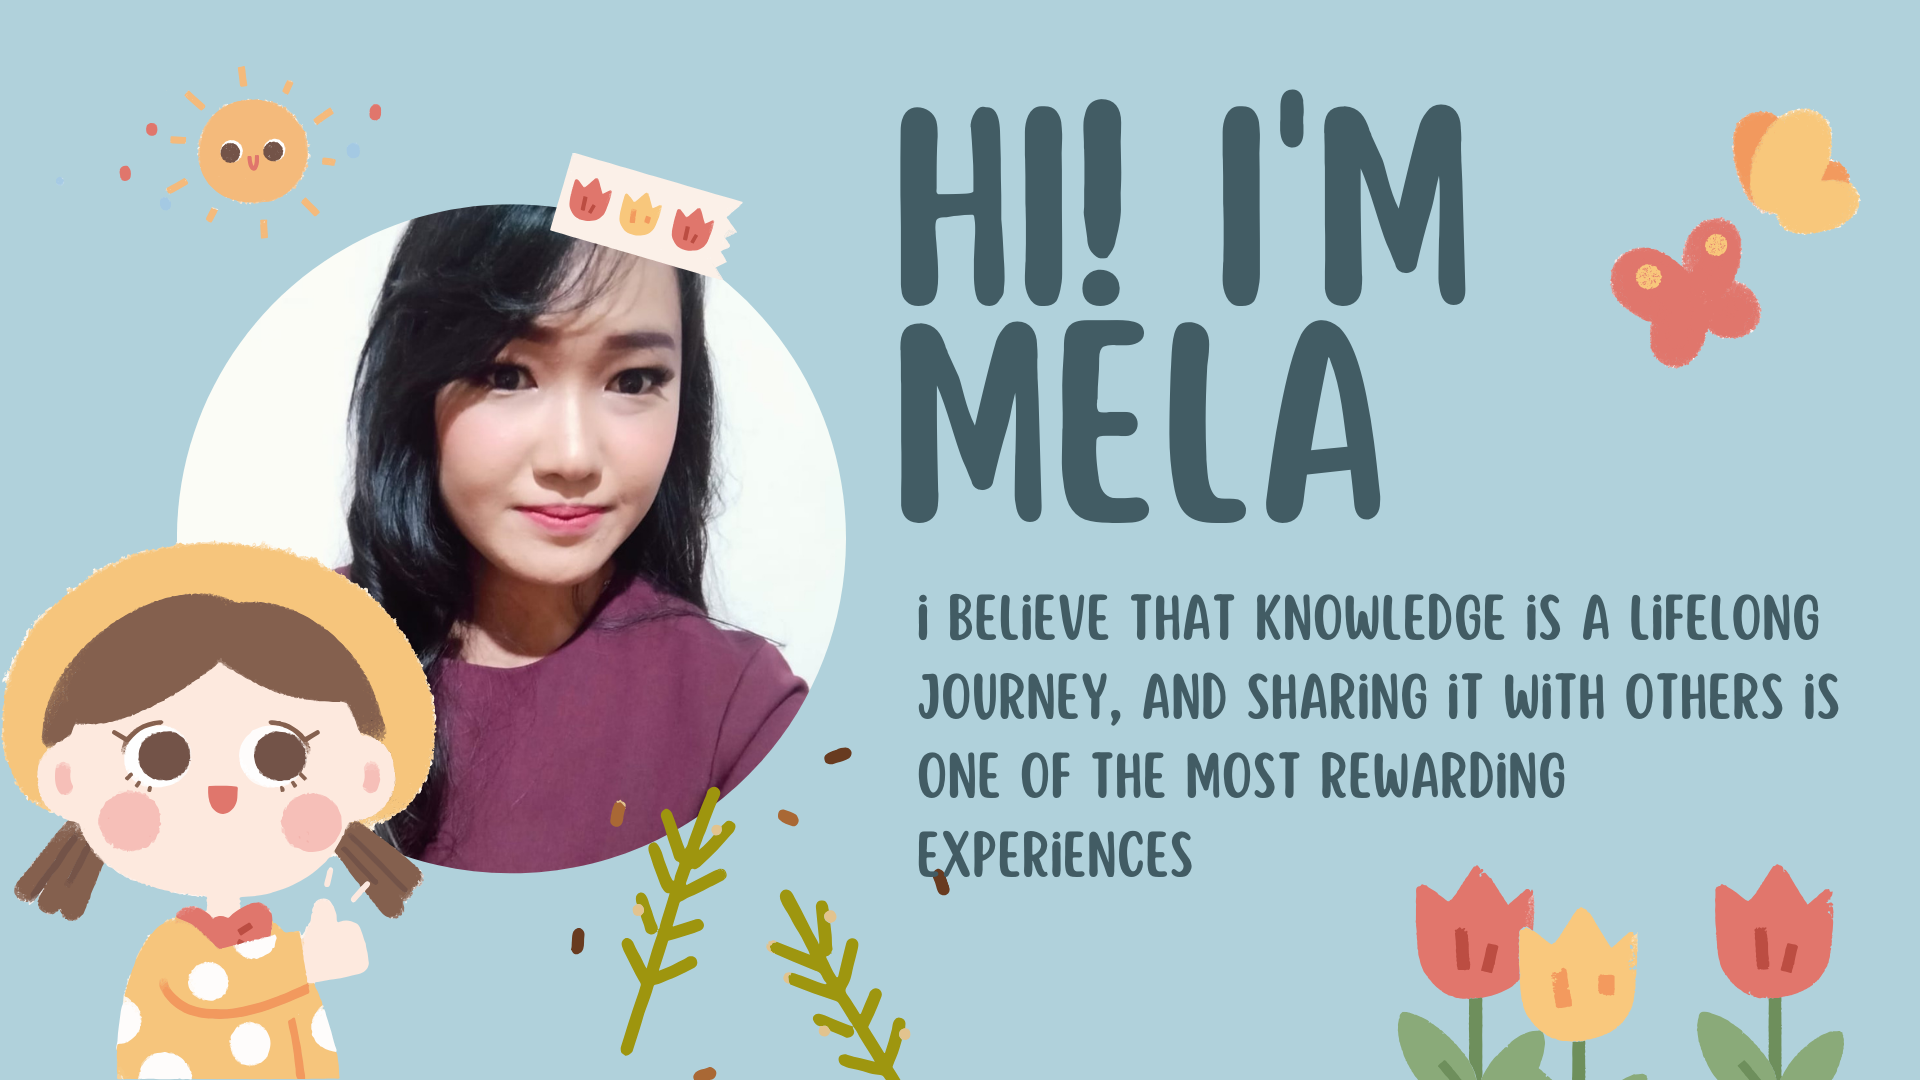 HI! I'M
MELA
i BELiEVE THAT KNOWLEDGE iS A LiFELONG
JOURNEY, AND SHARiNG iT WiTH OTHERS iS
ONE OF THE MOST REWARDiNG
EXPERiENCES